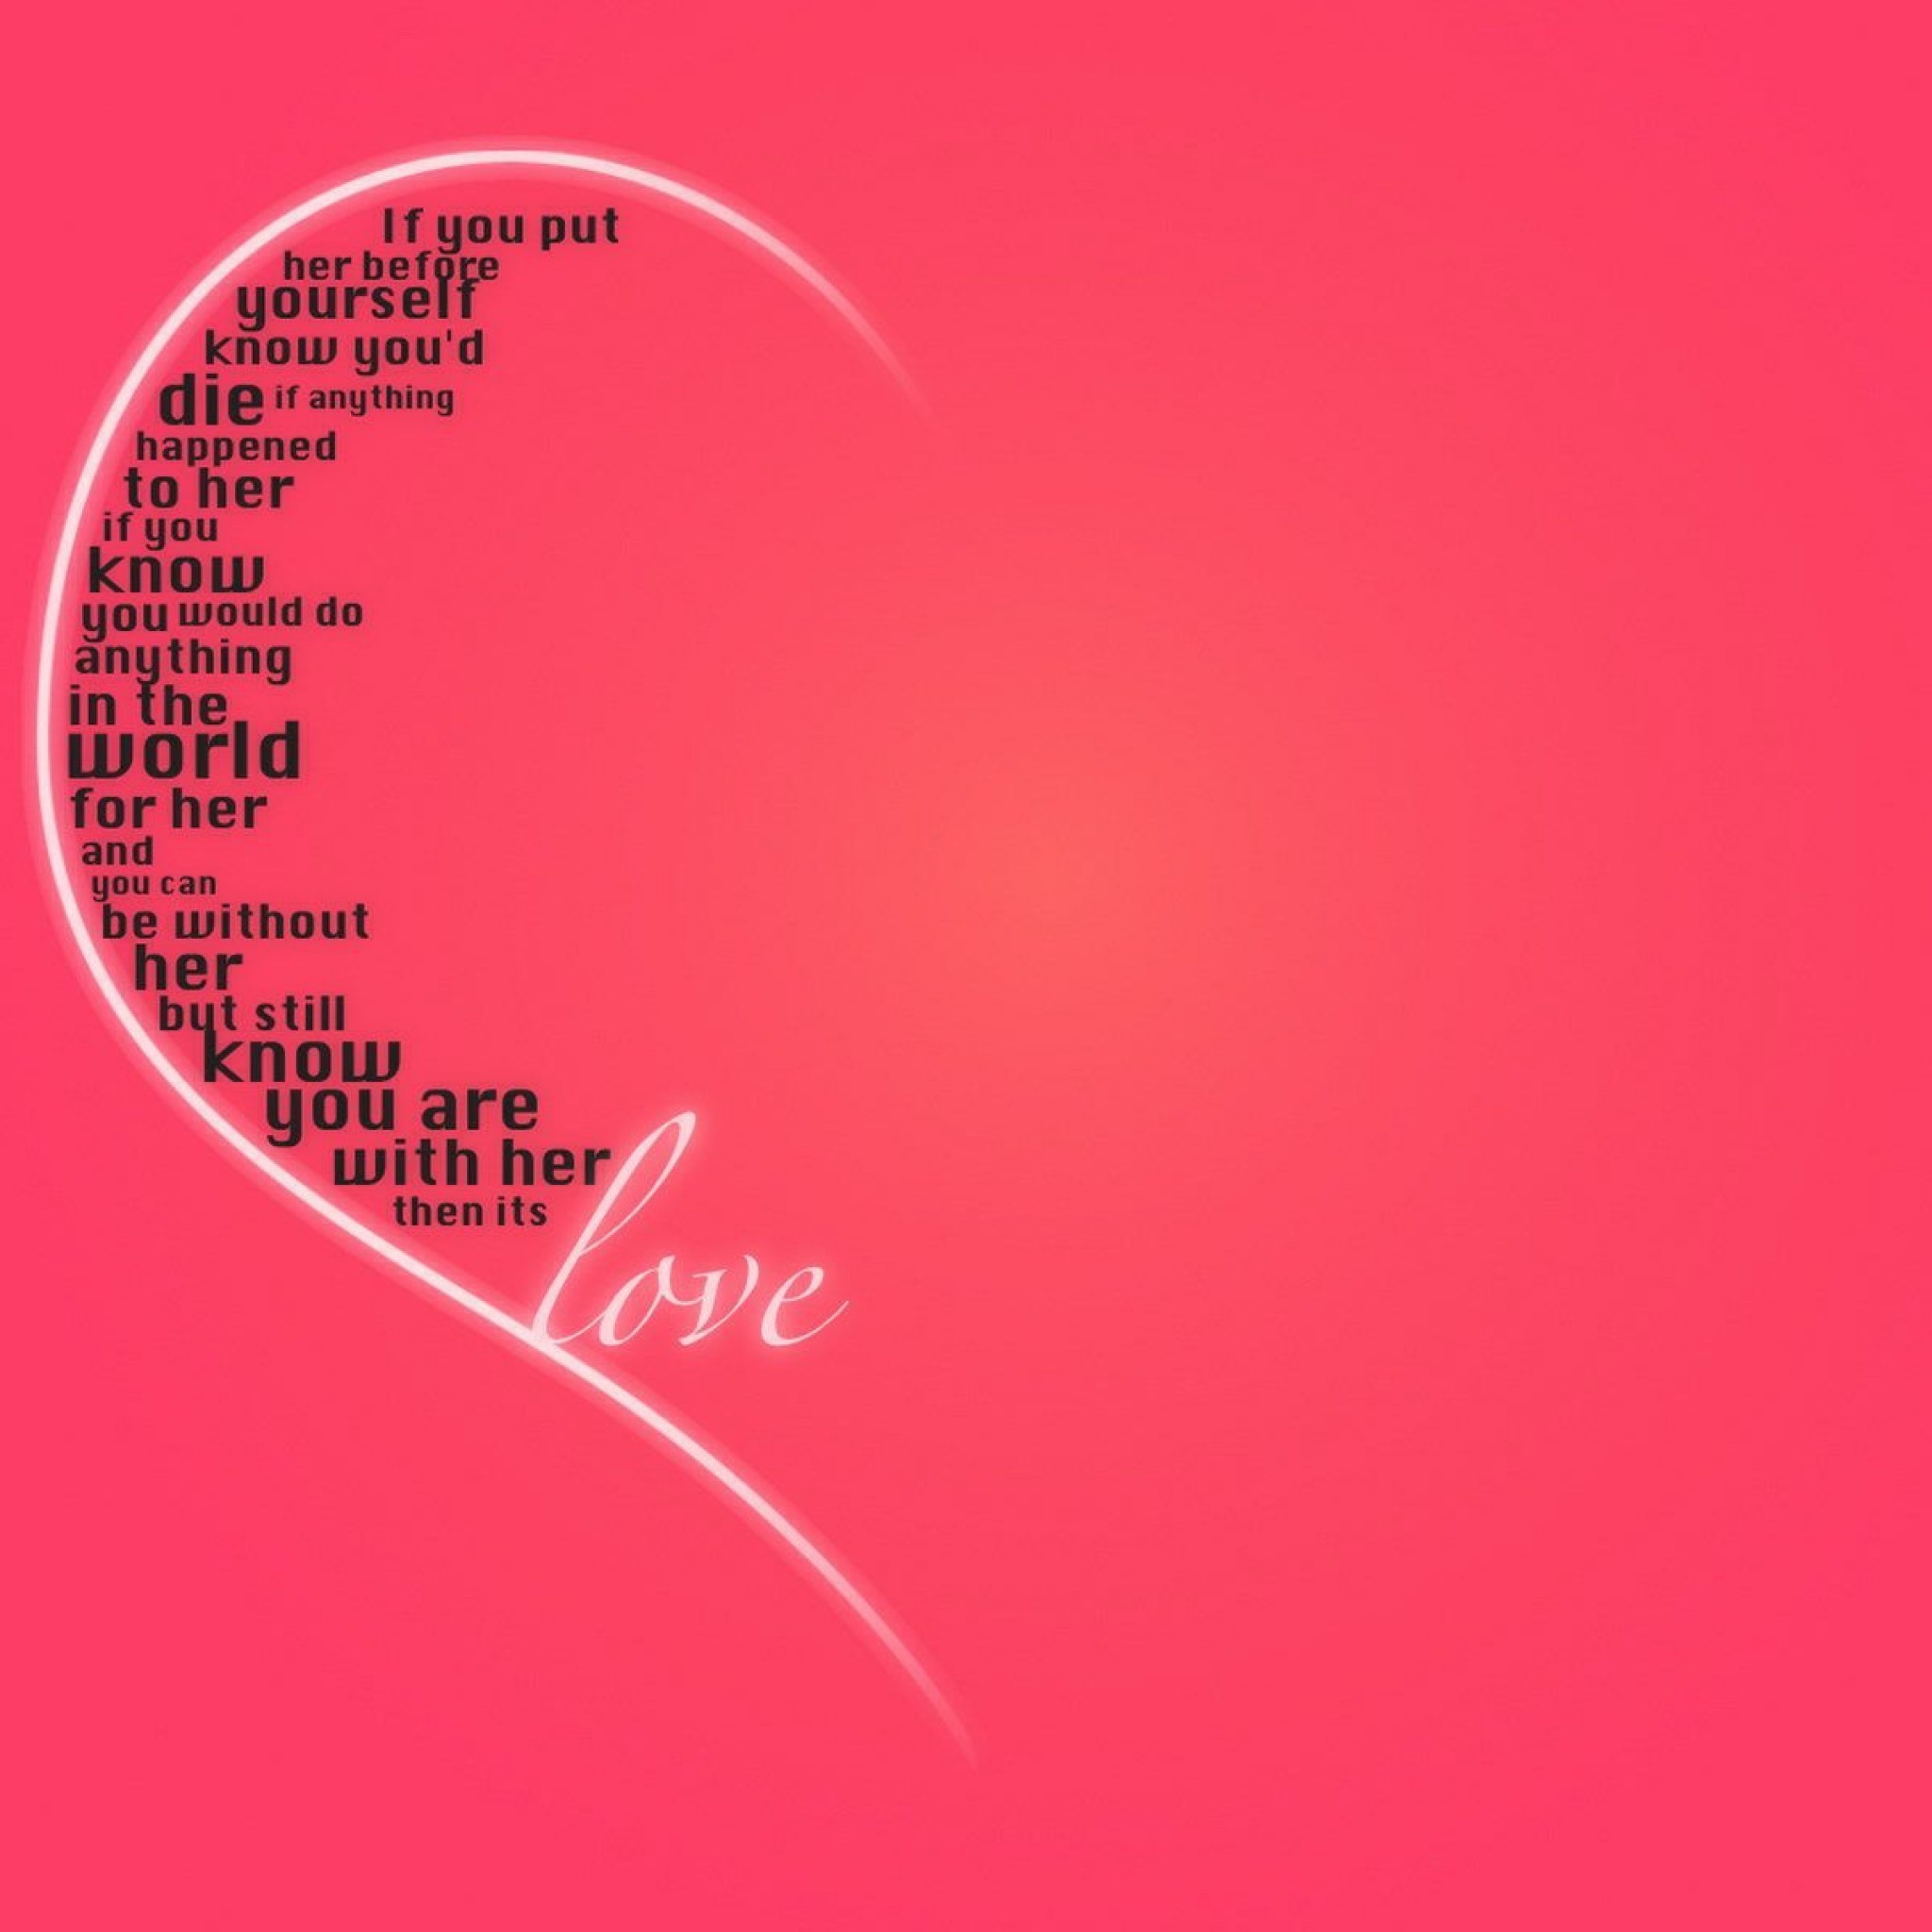 If you put
her before
yourself
know you'd
die if anything
happened
to her
if you
know
you would do
anything
in the
world
for her
and
you can
be without
her
but still
know
you are
with her
then its
love